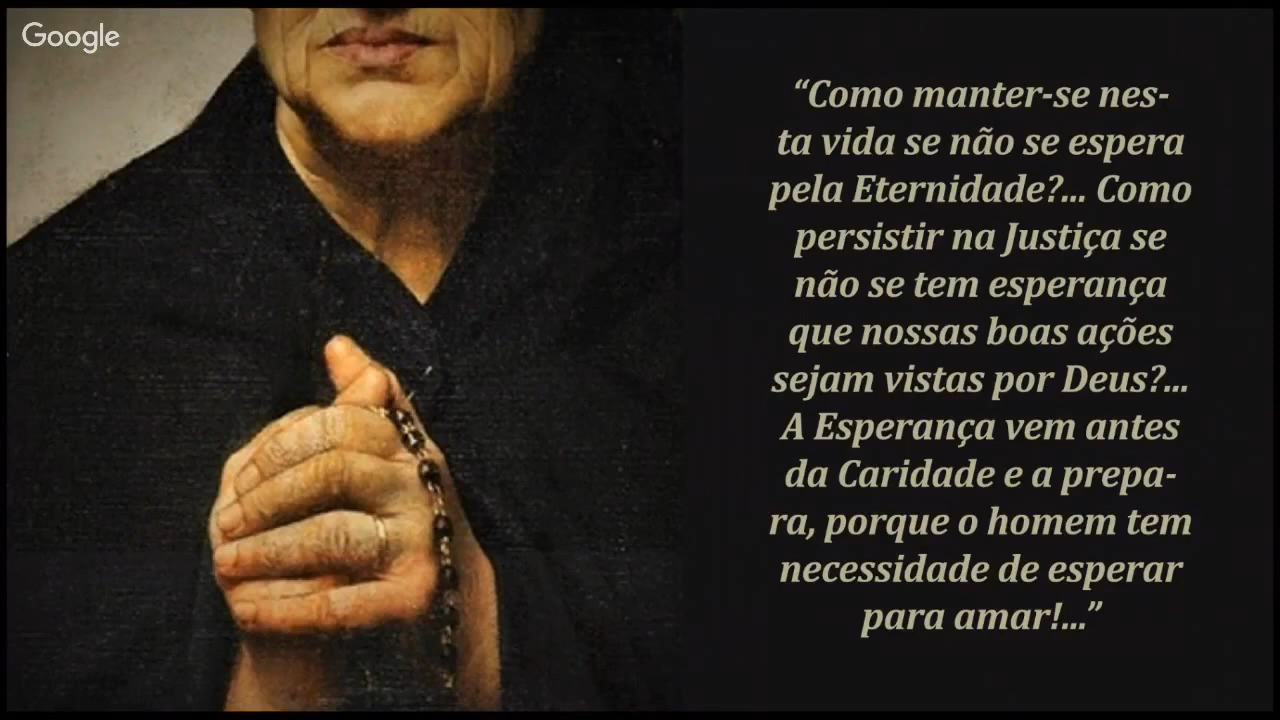 Google
“Como manter-se nes-
ta vida se não se espera
pela Eternidade?... Como
persistir na Justiça se
não se tem esperança
que nossas boas ações
sejam vistas por Deus?...
A Esperança vem antes
da Caridade e a prepa-
ra, porque o homem tem
necessidade de esperar
para amar!...”